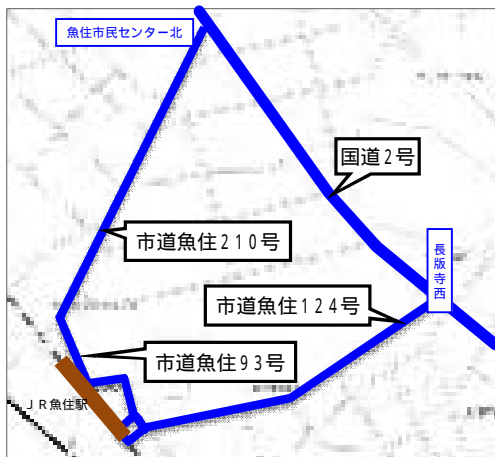 魚住市民センター北
国道2号
市道魚住210号
長版寺西
市道魚住124号
市道魚住93号
JR魚住駅